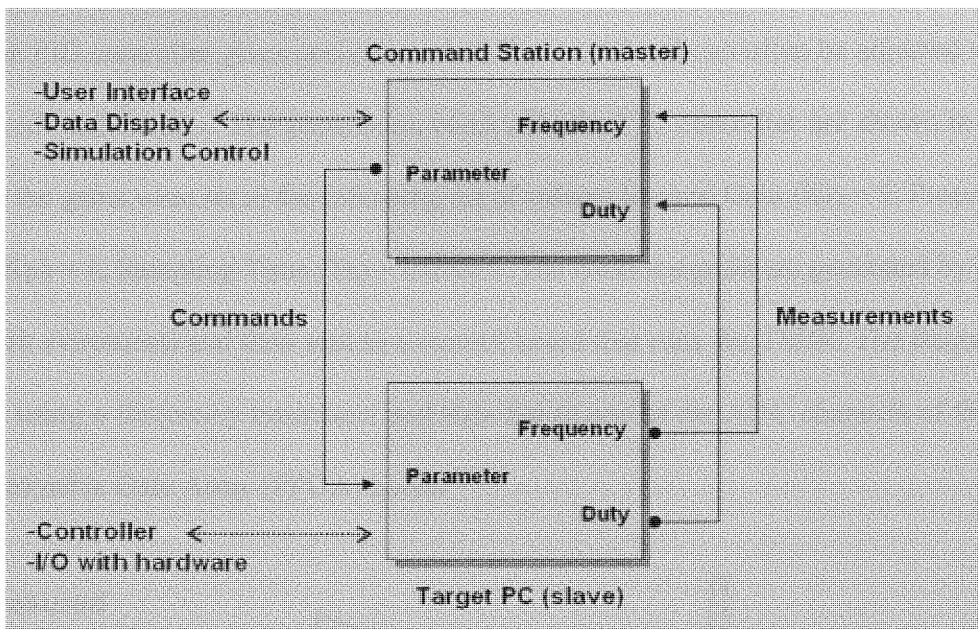 Command Station (master)
-User Interface
-Data Display
-Simulation Control
Frequency
Parameter
Duty
Commands
Measurements
Frequency
Parameter
Duty
-Controller
-I/O with hardware
Target PC (slave)